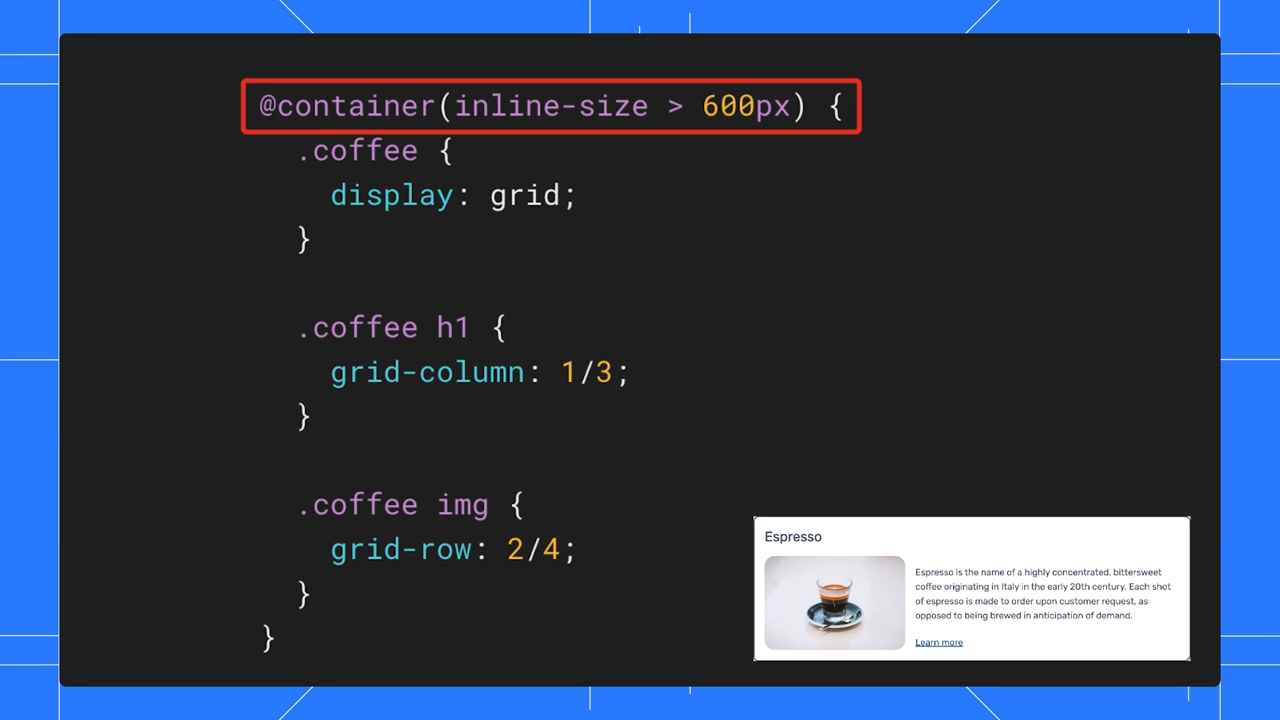 @container(inline-size > 600px) {
.coffee {
display: grid;
}
.coffee h1 {
grid-column: 1/3;
}
.coffee img {
grid-row: 2/4;
}
}
Espresso
Espresso is the name of a highly concentrated, bittersweet
coffee originating in Italy in the early 20th century. Each shot
of espresso is made to order upon customer request, as
opposed to being brewed in anticipation of demand.
Learn more